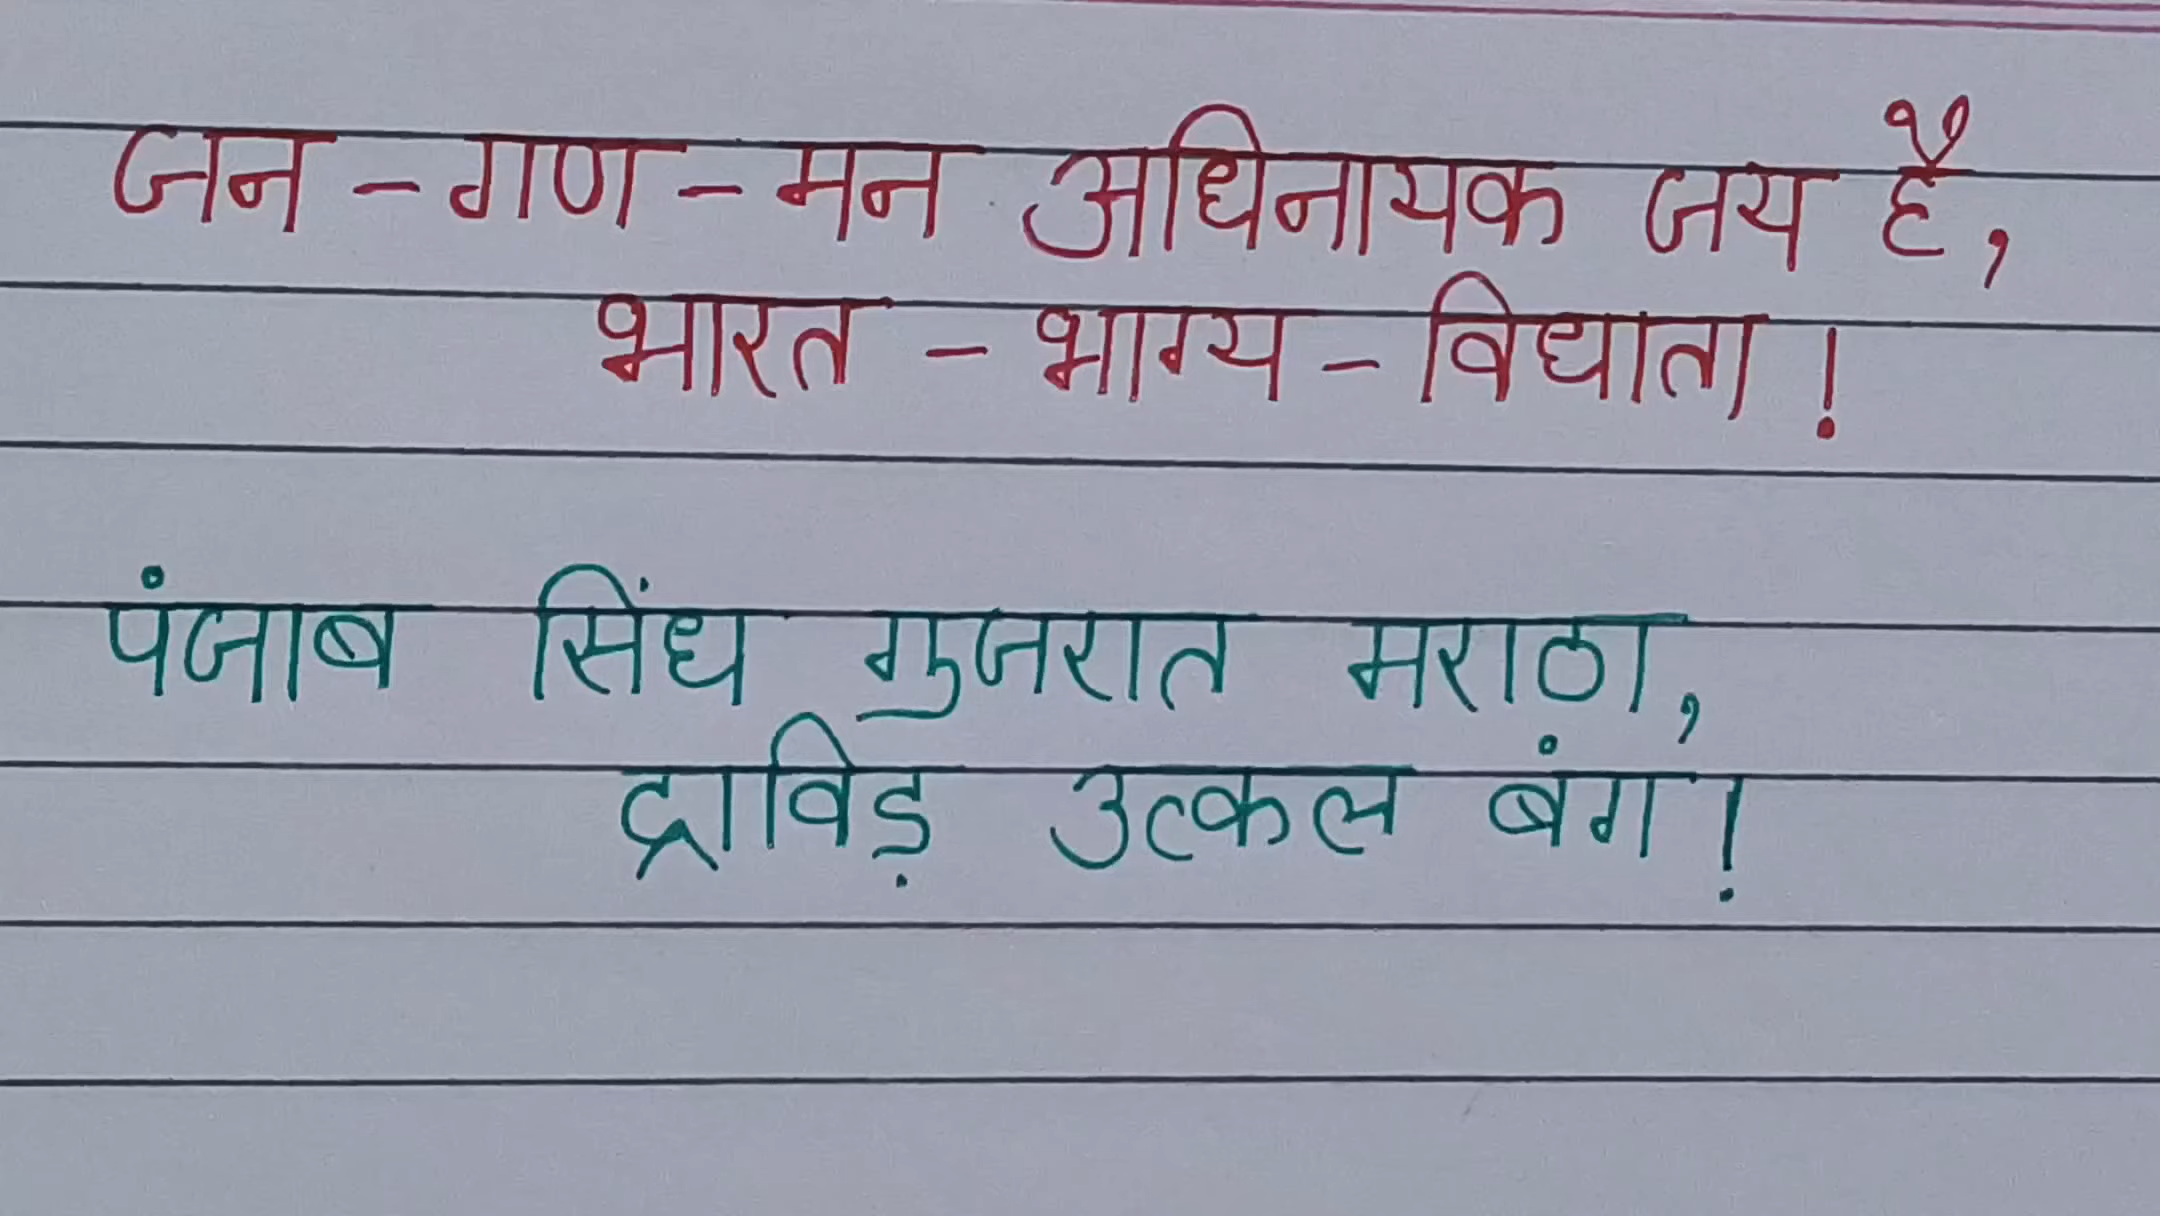 जन - गण - मन अधिनायक जय है,
भारत - भाग्य - विधाता !
पंजाब सिंध गुजरात मराठा,
द्राविड़ उत्कल बंग !